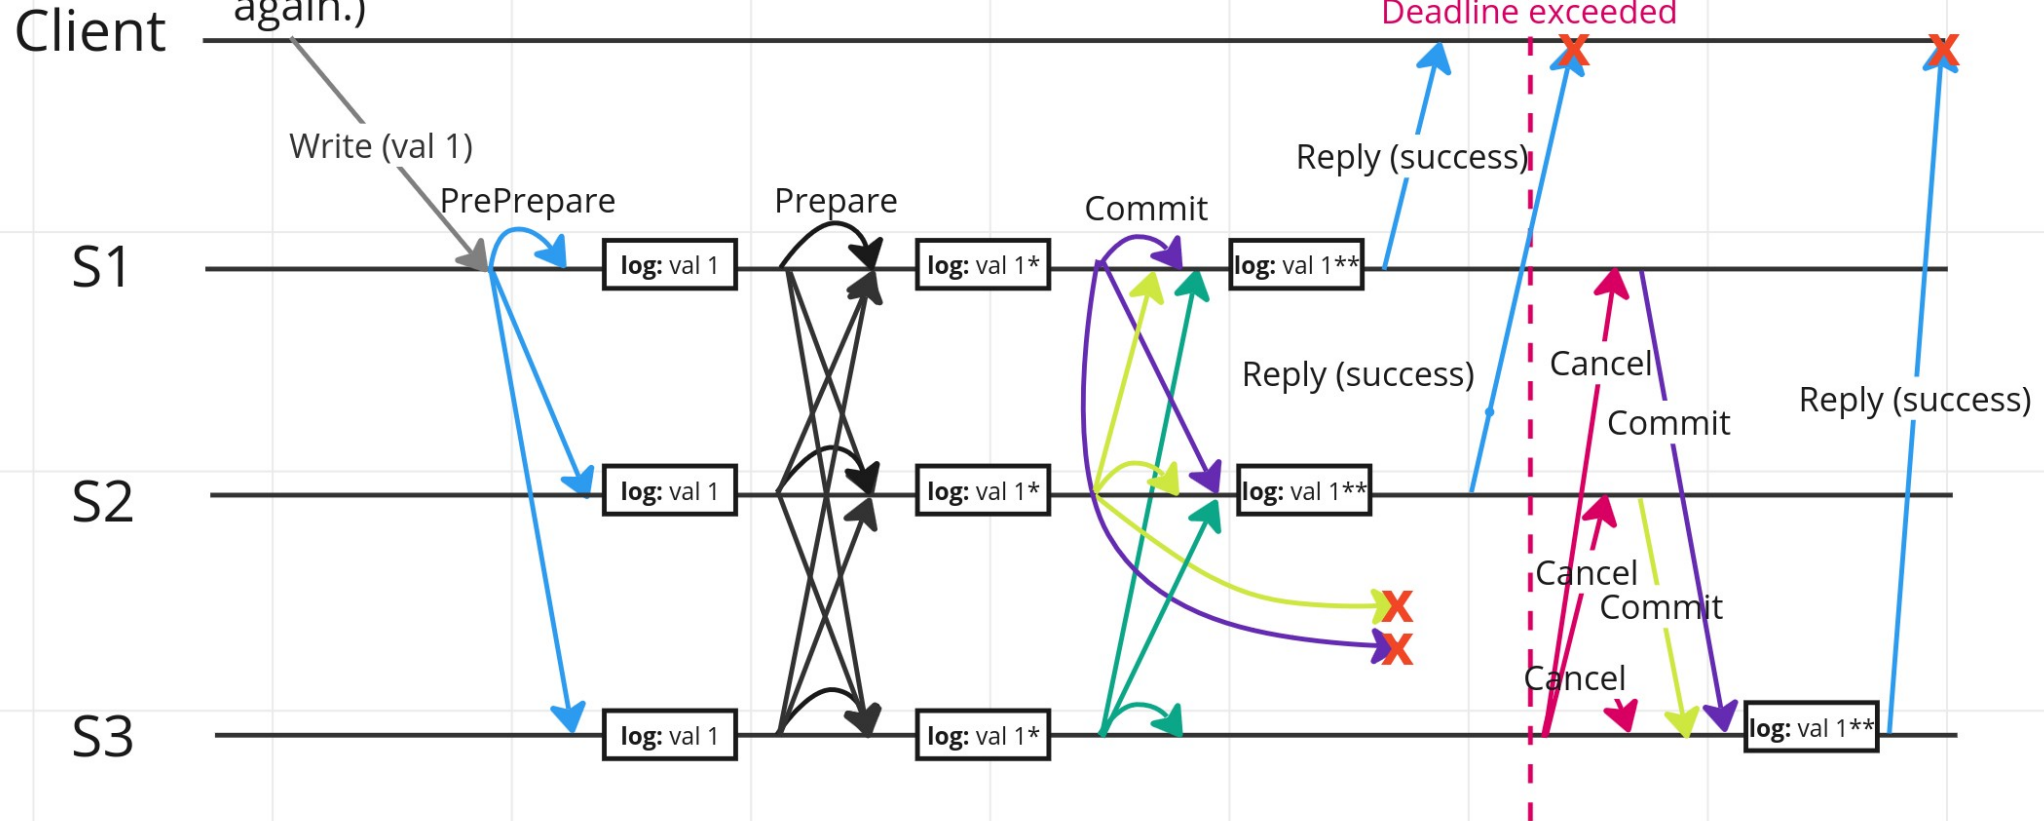 again.)
Deadline exceeded
Client
Write (val 1)
Reply (success)
PrePrepare
Prepare
Commit
S1
log: val 1
log: val 1*
log: val 1**
Reply (success)
Cancel
Commit
Reply (success)
S2
log: val 1
log: val 1*
log: val 1**
Cancel
Commit
Cancel
S3
log: val 1
log: val 1*
log: val 1**